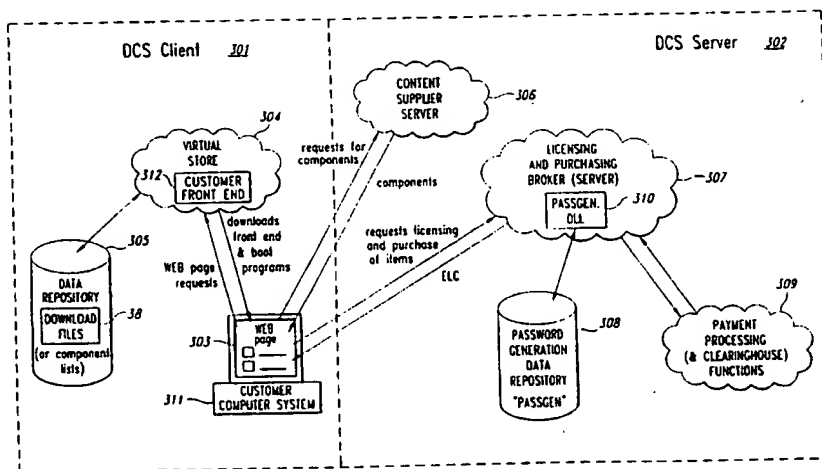 DCS Client 301
DCS Server 302
CONTENT
SUPPLIER
SERVER
306
304
VIRTUAL
STORE
312
CUSTOMER
FRONT END
requests for
components
components
LICENSING
AND PURCHASING
BROKER (SERVER)
307
PASSGEN.
DLL
310
305
downloads
front end
& boot
programs
WEB page
requests
requests licensing
and purchase
of items
ELC
DATA
REPOSITORY
DOWNLOAD
FILES
38
(or component
lists)
303
WEB
page
311
CUSTOMER
COMPUTER SYSTEM
PASSWORD
GENERATION
DATA
REPOSITORY
"PASSGEN"
308
309
PAYMENT
PROCESSING
(& CLEARINGHOUSE)
FUNCTIONS